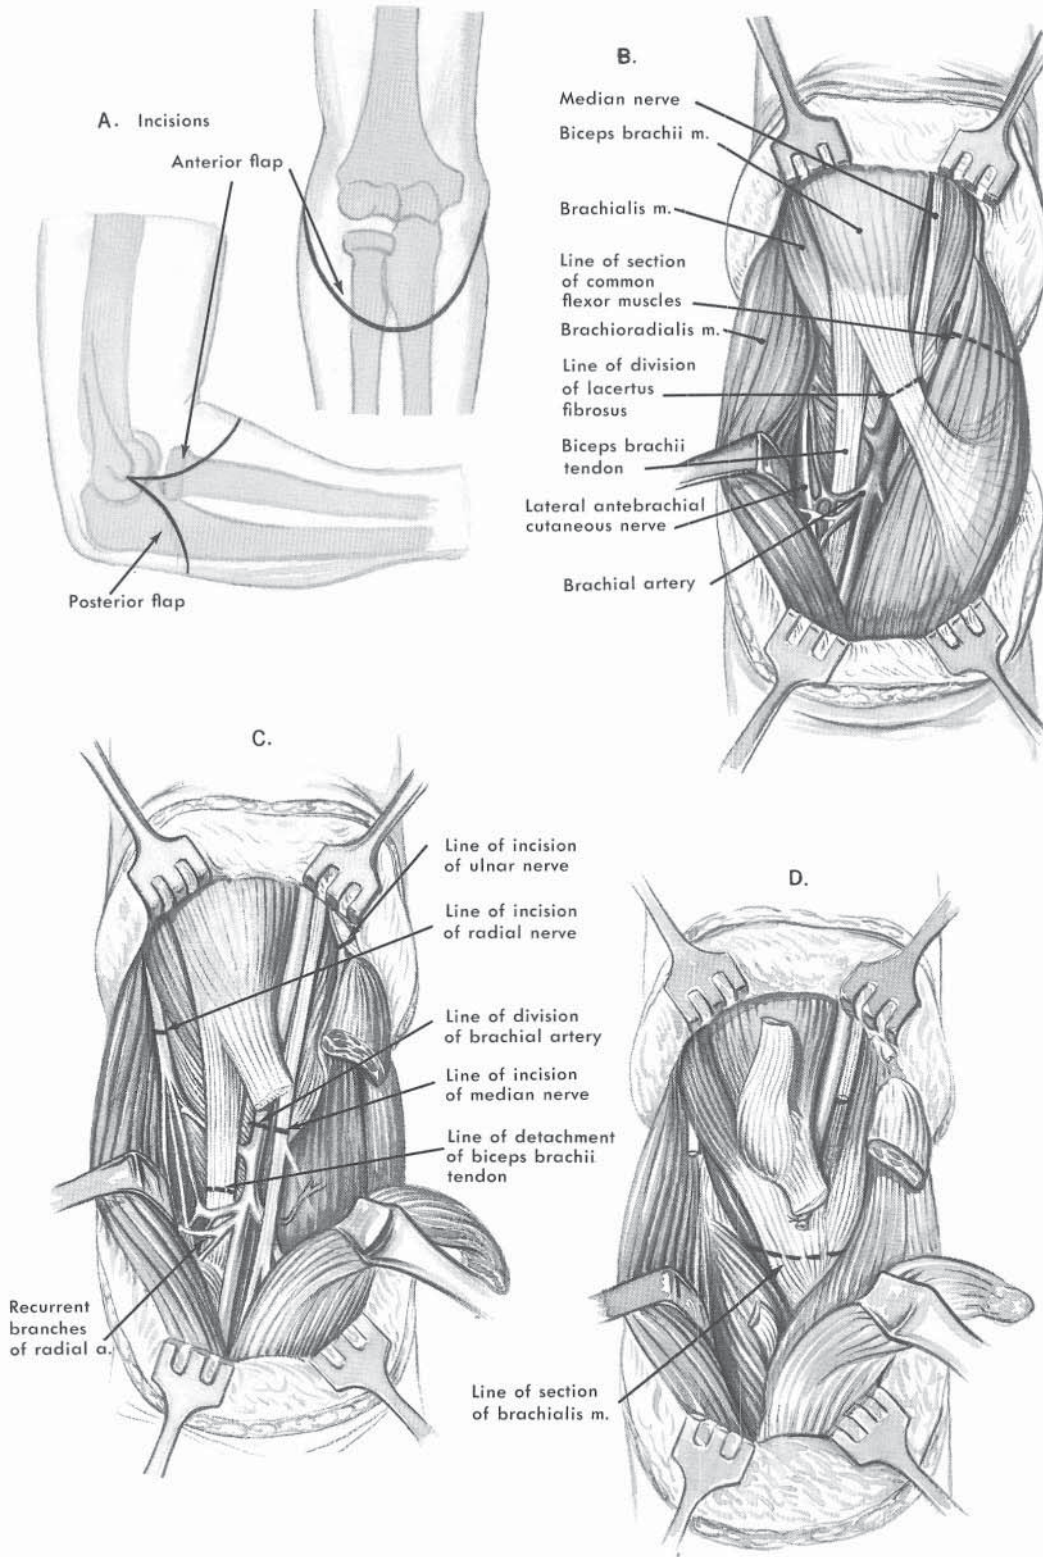 A. Incisions
Anterior flap
Posterior flap
B.
Median nerve
Biceps brachii m.
Brachialis m.
Line of section
of common
flexor muscles
Brachioradialis m.
Line of division
of lacertus
fibrosus
Biceps brachii
tendon
Lateral antebrachial
cutaneous nerve
Brachial artery
C.
Line of incision
of ulnar nerve
Line of incision
of radial nerve
Line of division
of brachial artery
Line of incision
of median nerve
Line of detachment
of biceps brachii
tendon
Recurrent
branches
of radial a.
D.
Line of section
of brachialis m.